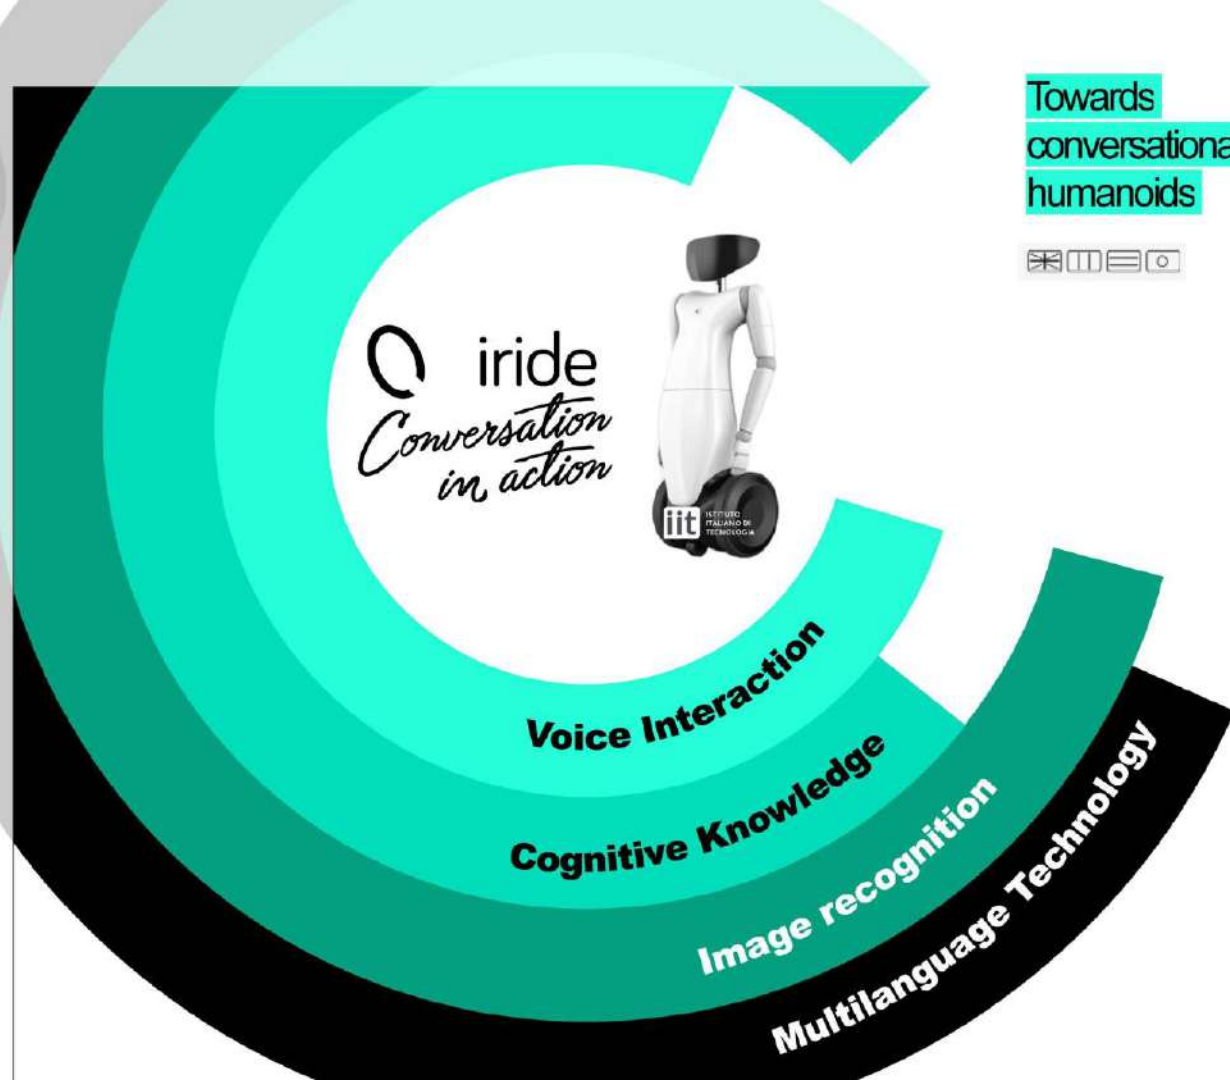 Towards
conversationa
humanoids
iride
Conversation
in action
iit
ISTITUTO
ITALIANO DI
TECNOLOGIA
Voice Interaction
Cognitive Knowledge
Image recognition
Multilanguage Technology